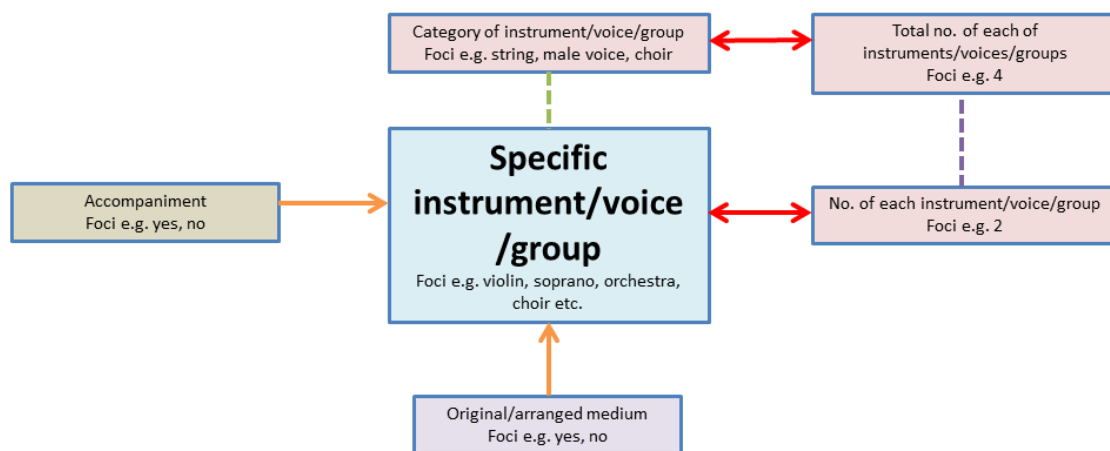 Category of instrument/voice/group
Foci e.g. string, male voice, choir
Total no. of each of
instruments/voices/groups
Foci e.g. 4
Specific
instrument/voice
/group
Foci e.g. violin, soprano, orchestra,
choir etc.
Accompaniment
Foci e.g. yes, no
No. of each instrument/voice/group
Foci e.g. 2
Original/arranged medium
Foci e.g. yes, no